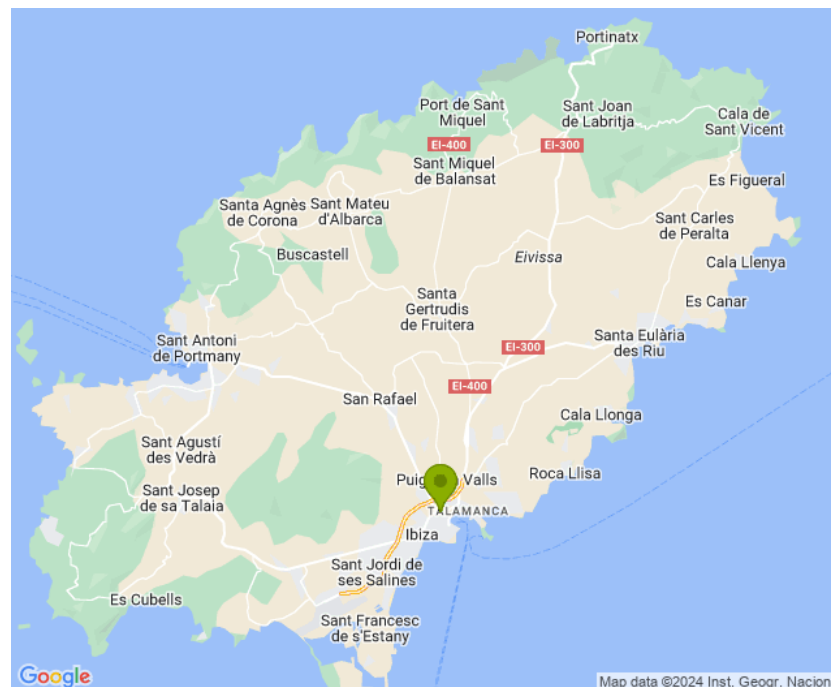 Portinatx
Port de Sant
Miquel
Sant Joan
de Labritja
Cala de
Sant Vicent
EI-400
EI-300
Sant Miquel
de Balansat
Es Figueral
Santa Agnès
de Corona
Sant Mateu
d'Albarca
Sant Carles
de Peralta
Buscastell
Eivissa
Cala Llenya
Santa
Gertrudis
de Fruitera
Es Canar
Sant Antoni
de Portmany
Santa Eulària
des Riu
EI-300
EI-400
San Rafael
Cala Llonga
Sant Agustí
des Vedrà
Roca Llisa
Puig Valls
Sant Josep
de sa Talaia
TALAMANCA
Ibiza
Sant Jordi de
ses Salines
Es Cubells
Sant Francesc
de s'Estany
Google
Map data ©2024 Inst. Geogr. Nacion